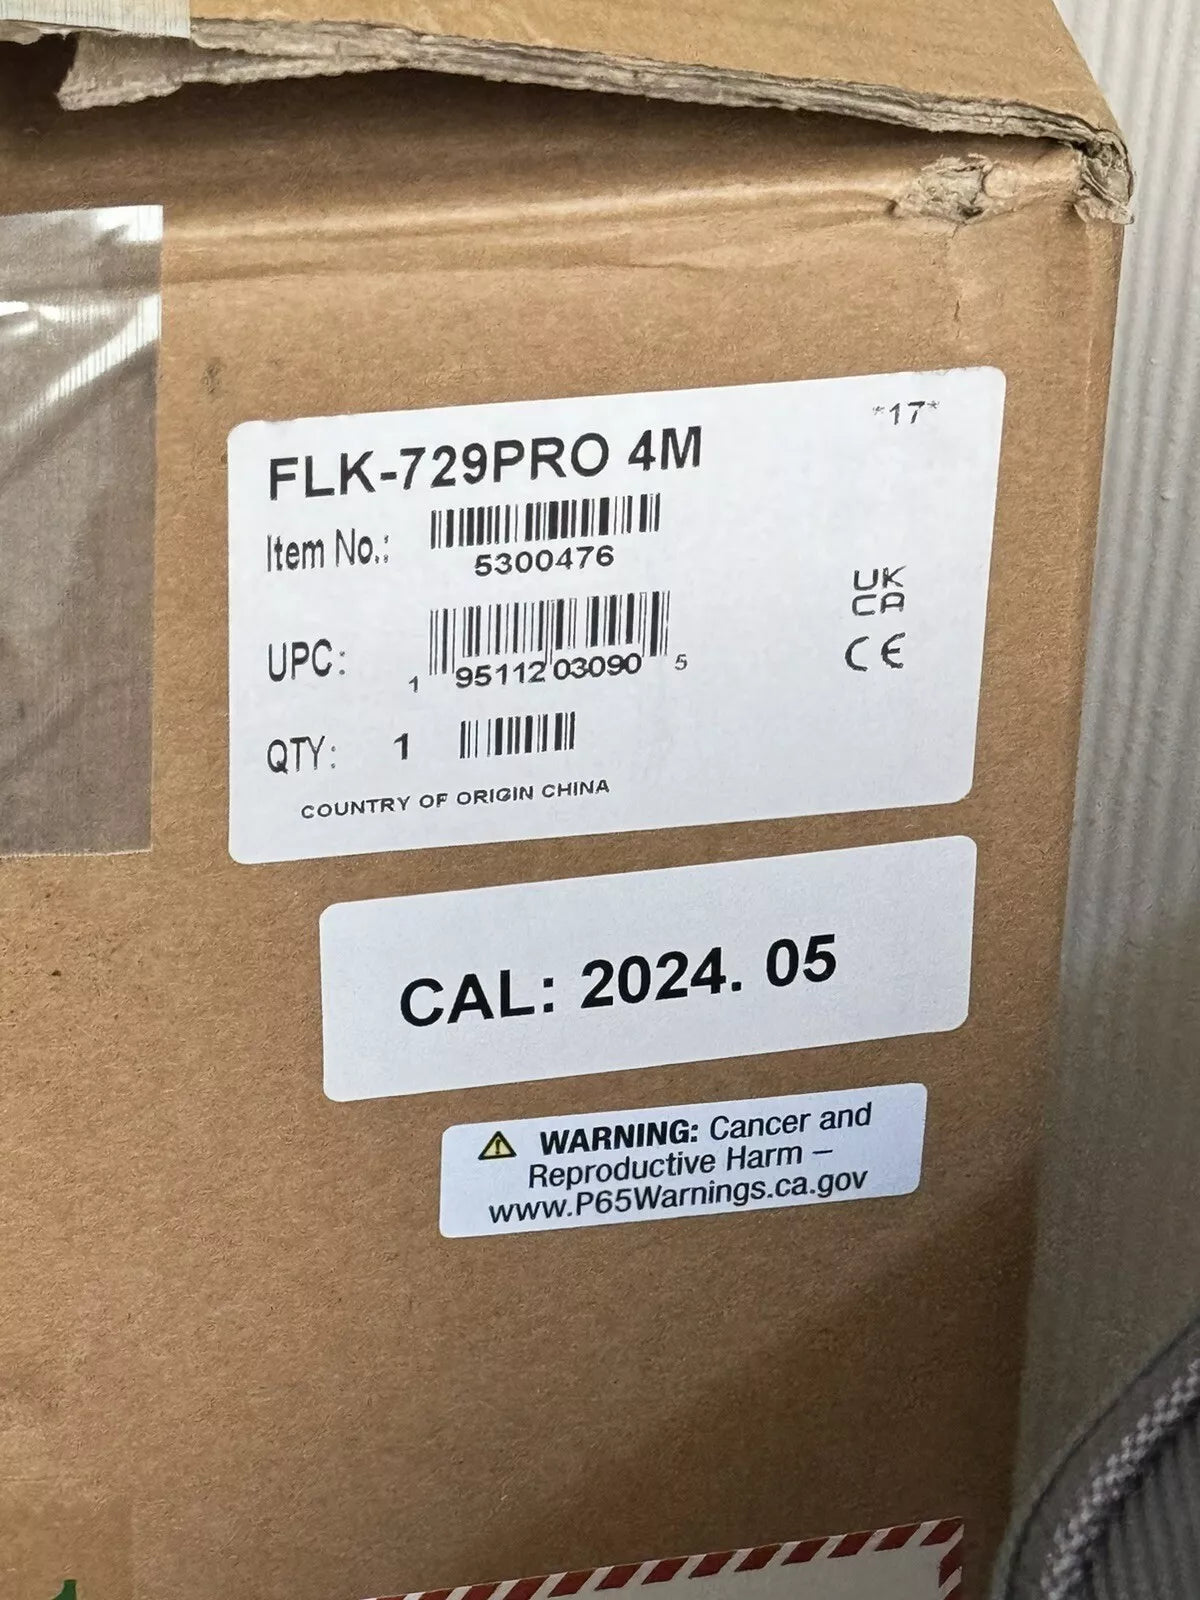 *17*
FLK-729PRO 4M
Item No.:
5300476
UK
CA
UPC:
1 95112 03090 5
CE
QTY: 1
COUNTRY OF ORIGIN CHINA
CAL: 2024. 05
WARNING: Cancer and
Reproductive Harm –
www.P65Warnings.ca.gov